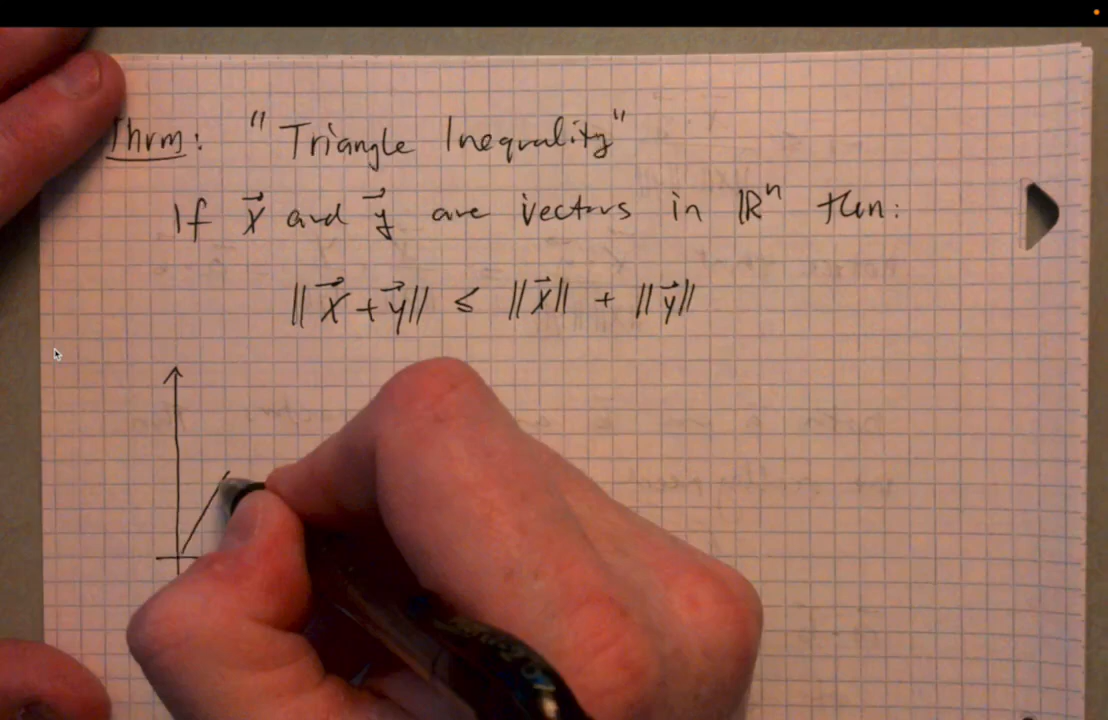 Thrm: "Triangle Inequality"
If x⃗ and y⃗ are vectors in ℝⁿ then:
||x⃗+y⃗|| ≤ ||x⃗|| + ||y⃗||